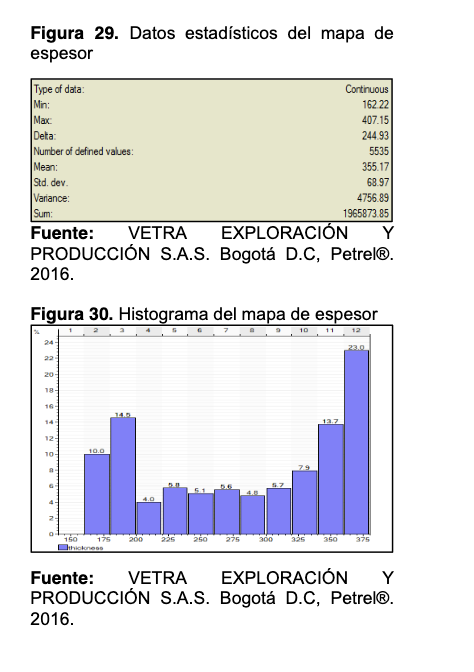 Figura 29. Datos estadísticos del mapa de
espesor
Type of data: Continuous
Min: 162.22
Max: 407.15
Delta: 244.93
Number of defined values: 5535
Mean: 355.17
Std. dev. 68.97
Variance: 4756.89
Sum: 1965873.85
Fuente: VETRA EXPLORACIÓN Y
PRODUCCIÓN S.A.S. Bogotá D.C, Petrel®.
2016.
Figura 30. Histograma del mapa de espesor
% 1 2 3 4 5 6 7 8 9 10 11 12
24
22
20
18
16
14
12
10
8
6
4
2
0
10.0 14.5 4.0 5.8 5.1 5.6 4.8 5.7 7.9 13.7 23.0
150 175 200 225 250 275 300 325 350 375
thickness
Fuente: VETRA EXPLORACIÓN Y
PRODUCCIÓN S.A.S. Bogotá D.C, Petrel®.
2016.